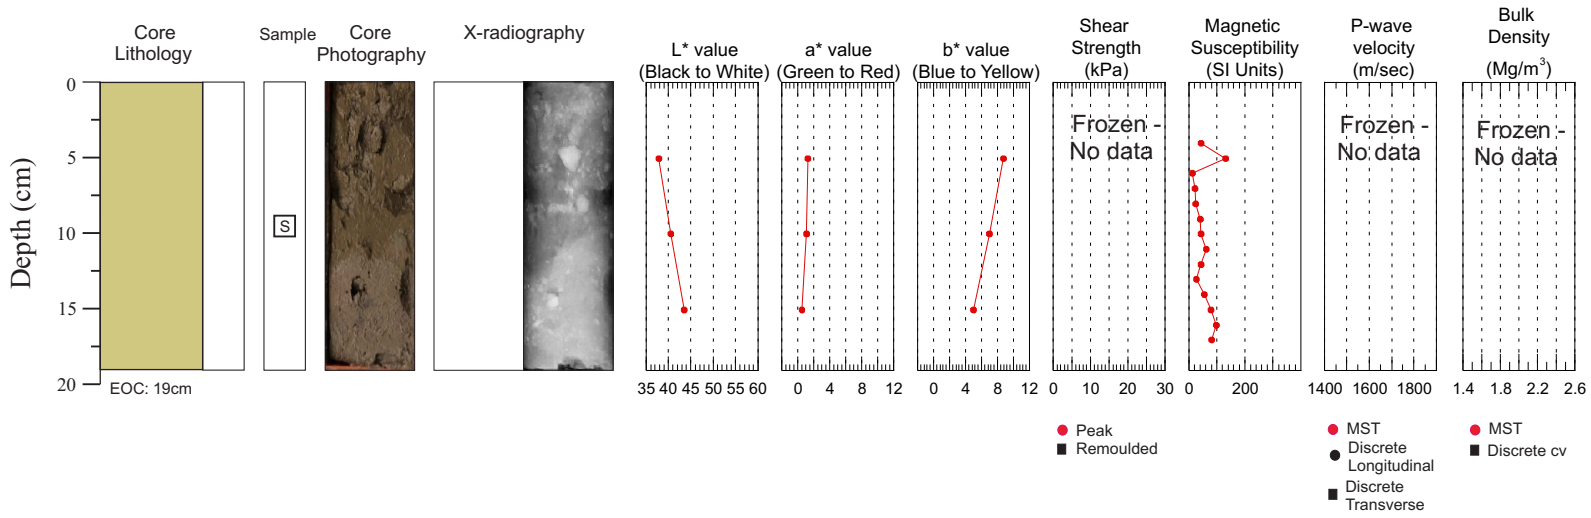 Core
Lithology
Sample
Core
Photography
X-radiography
L* value
(Black to White)
a* value
(Green to Red)
b* value
(Blue to Yellow)
Shear
Strength
(kPa)
Magnetic
Susceptibility
(SI Units)
P-wave
velocity
(m/sec)
Bulk
Density
(Mg/m³)
Depth (cm)
0
5
10
15
20
S
EOC: 19cm
Frozen -
No data
Frozen -
No data
Frozen -
No data
35 40 45 50 55 60
0 4 8 12
0 4 8 12
0 10 20 30
0 200
1400 1600 1800
1.4 1.8 2.2 2.6
Peak
Remoulded
MST
Discrete
Longitudinal
Discrete
Transverse
MST
Discrete cv